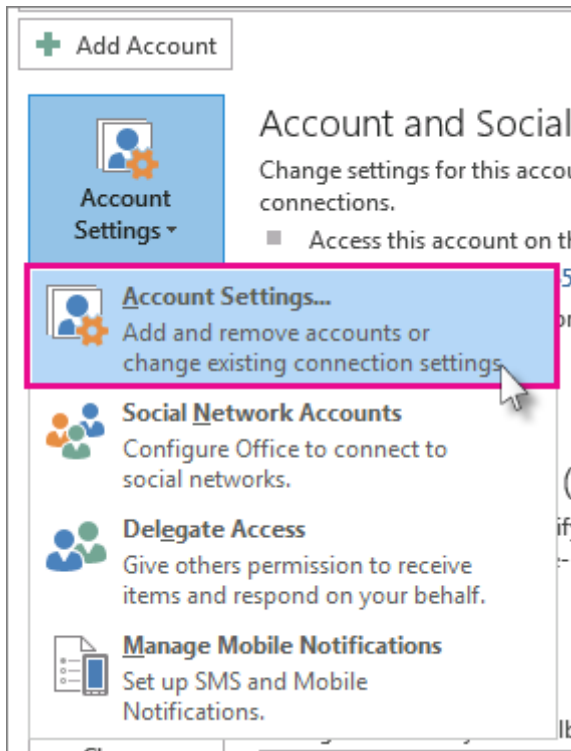 Add Account
Account and Social
Change settings for this
connections.
Account
Settings
Access this account on
Account Settings...
Add and remove accounts or
change existing connection settings
Social Network Accounts
Configure Office to connect to
social networks.
Delegate Access
Give others permission to receive
items and respond on your behalf.
Manage Mobile Notifications
Set up SMS and Mobile
Notifications.